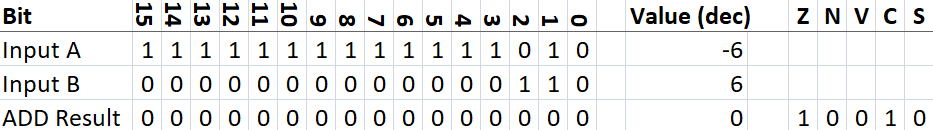 Bit 15 14 13 12 11 10 9 8 7 6 5 4 3 2 1 0 Value (dec) Z N V C S
Input A 1 1 1 1 1 1 1 1 1 1 1 1 1 0 1 0 -6
Input B 0 0 0 0 0 0 0 0 0 0 0 0 0 1 1 0 6
ADD Result 0 0 0 0 0 0 0 0 0 0 0 0 0 0 0 0 0 1 0 0 1 0